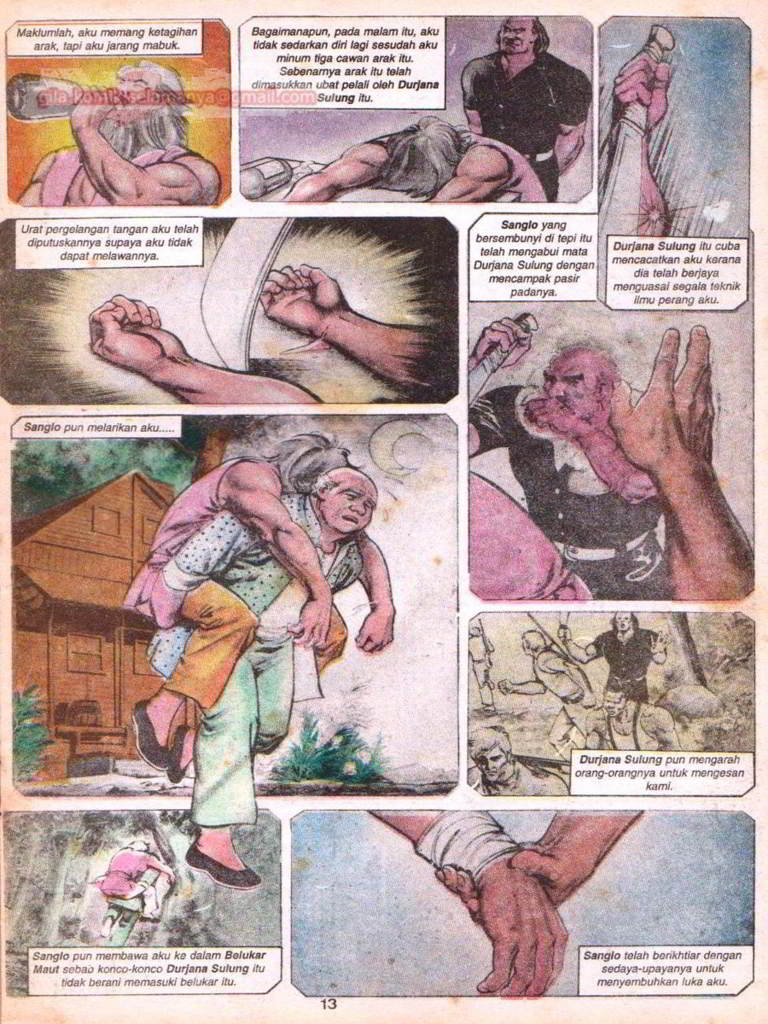 Maklumlah, aku memang ketagihan
arak, tapi aku jarang mabuk.
gila-komik-selamanya@gmail.com
Bagaimanapun, pada malam itu, aku
tidak sedarkan diri lagi sesudah aku
minum tiga cawan arak itu.
Sebenarnya arak itu telah
dimasukkan ubat pelali oleh Durjana
Sulung itu.
Durjana Sulung itu cuba
mencacatkan aku kerana
dia telah berjaya
menguasai segala teknik
ilmu perang aku.
Urat pergelangan tangan aku telah
diputuskannya supaya aku tidak
dapat melawannya.
Sanglo yang
bersembunyi di tepi itu
telah mengabui mata
Durjana Sulung dengan
mencampak pasir
padanya.
Sanglo pun melarikan aku.....
Durjana Sulung pun mengarah
orang-orangnya untuk mengesan
kami.
Sanglo pun membawa aku ke dalam Belukar
Maut sebab konco-konco Durjana Sulung itu
tidak berani memasuki belukar itu.
Sanglo telah berikhtiar dengan
sedaya-upayanya untuk
menyembuhkan luka aku.
13